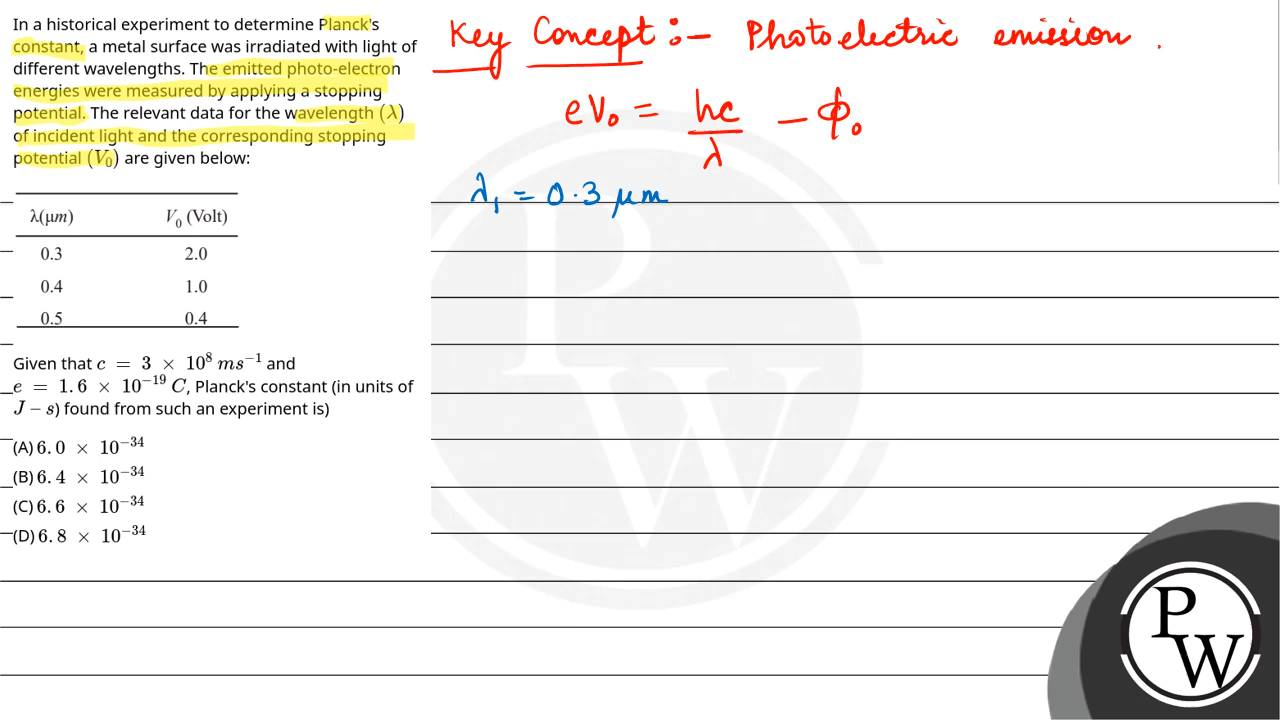 In a historical experiment to determine Planck's
constant, a metal surface was irradiated with light of
different wavelengths. The emitted photo-electron
energies were measured by applying a stopping
potential. The relevant data for the wavelength (λ)
of incident light and the corresponding stopping
potential (V₀) are given below:
λ(μm) V₀ (Volt)
0.3 2.0
0.4 1.0
0.5 0.4
Given that c = 3 × 10⁸ ms⁻¹ and
e = 1.6 × 10⁻¹⁹ C, Planck's constant (in units of
J − s) found from such an experiment is)
(A) 6.0 × 10⁻³⁴
(B) 6.4 × 10⁻³⁴
(C) 6.6 × 10⁻³⁴
(D) 6.8 × 10⁻³⁴
Key Concept :- Photoelectric emission.
eV₀ = hc/λ − ϕ₀
λ₁ = 0.3 μm
P
W
PW